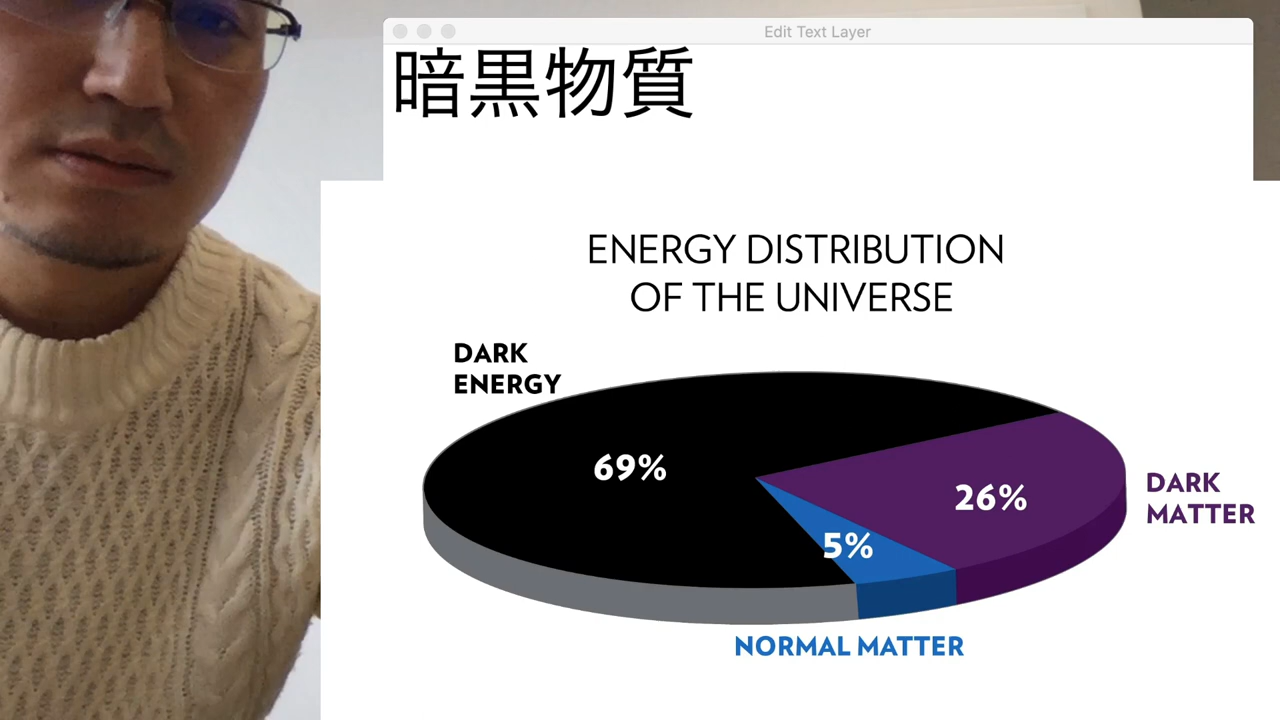 Edit Text Layer
暗黒物質
ENERGY DISTRIBUTION
OF THE UNIVERSE
DARK
ENERGY
69%
26%
DARK
MATTER
5%
NORMAL MATTER